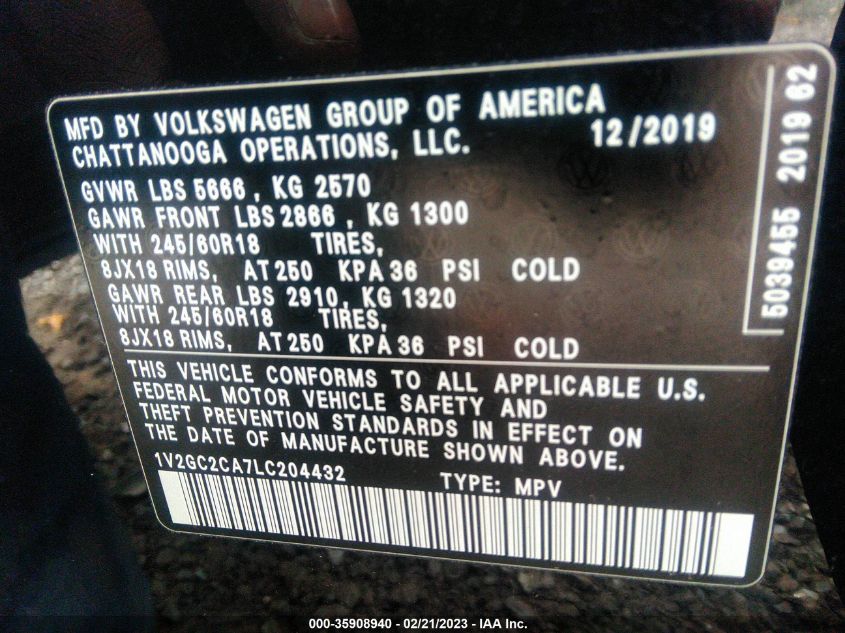 MFD BY VOLKSWAGEN GROUP OF AMERICA
CHATTANOOGA OPERATIONS, LLC. 12/2019
GVWR LBS 5666, KG 2570
GAWR FRONT LBS 2866, KG 1300
WITH 245/60R18 TIRES,
8JX18 RIMS, AT 250 KPA 36 PSI COLD
GAWR REAR LBS 2910, KG 1320
WITH 245/60R18 TIRES,
8JX18 RIMS, AT 250 KPA 36 PSI COLD
THIS VEHICLE CONFORMS TO ALL APPLICABLE U.S.
FEDERAL MOTOR VEHICLE SAFETY AND
THEFT PREVENTION STANDARDS IN EFFECT ON
THE DATE OF MANUFACTURE SHOWN ABOVE.
1V2GC2CA7LC204432 TYPE: MPV
5039455 2019 62
000-35908940 - 02/21/2023 - IAA Inc.